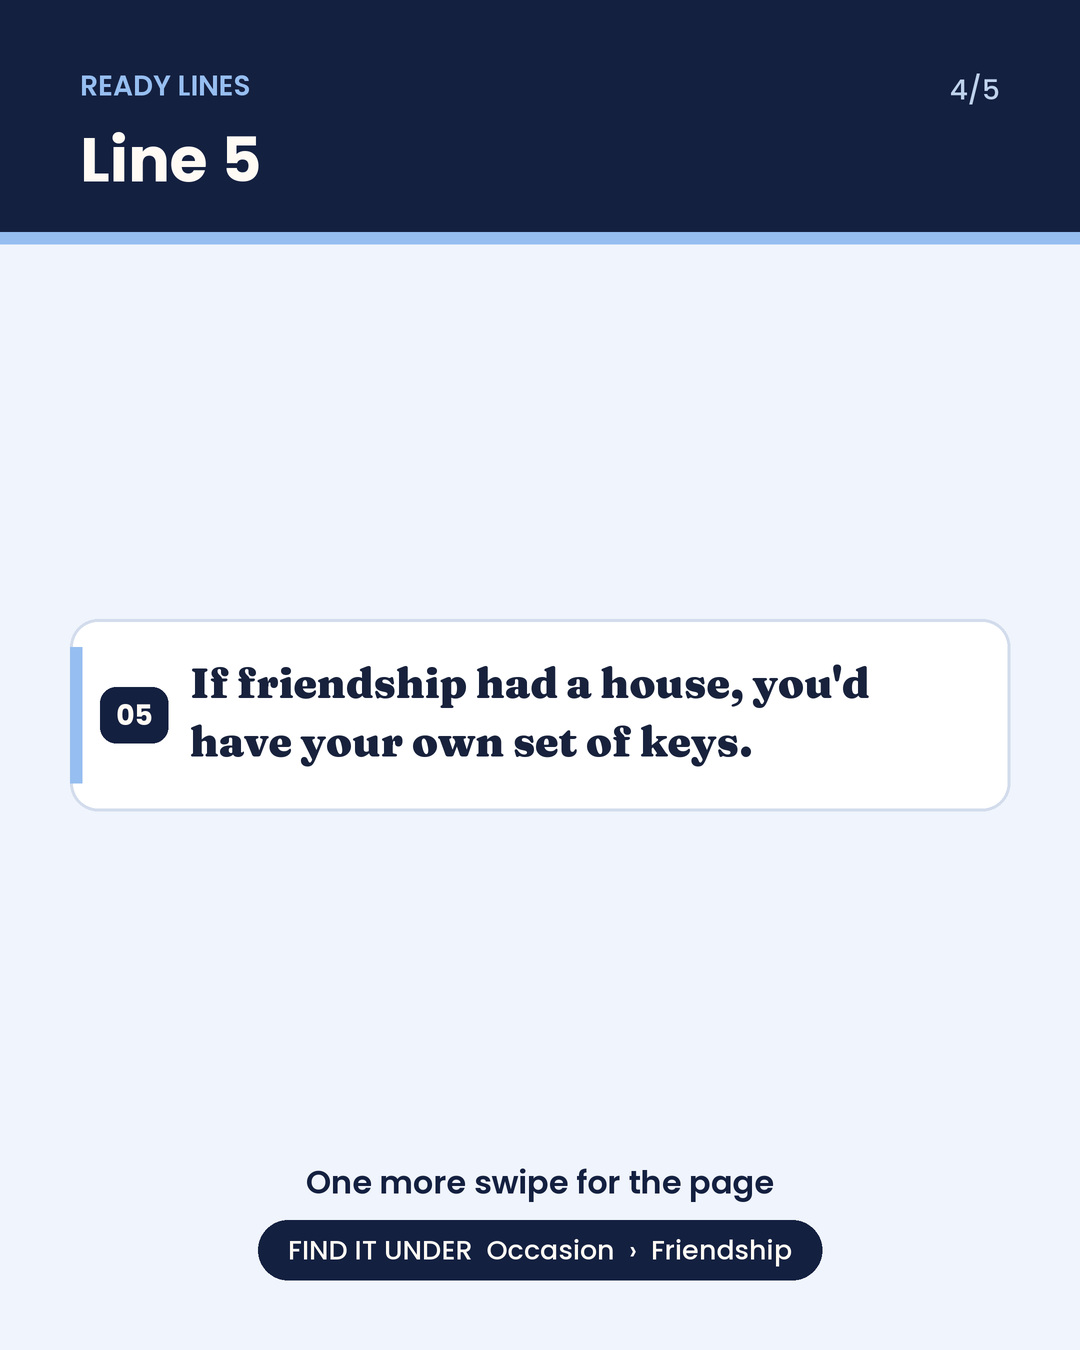 READY LINES
4/5
Line 5
05
If friendship had a house, you'd
have your own set of keys.
One more swipe for the page
FIND IT UNDER Occasion › Friendship